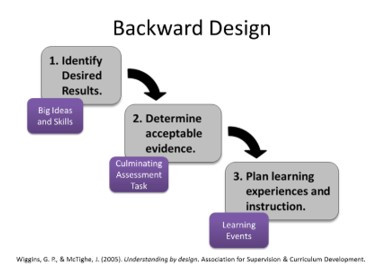 Backward Design
1. Identify
Desired
Results.
Big Ideas
and Skills
2. Determine
acceptable
evidence.
Culminating
Assessment
Task
3. Plan learning
experiences and
instruction.
Learning
Events
Wiggins, G. P., & McTighe, J. (2005). Understanding by design. Association for Supervision & Curriculum Development.